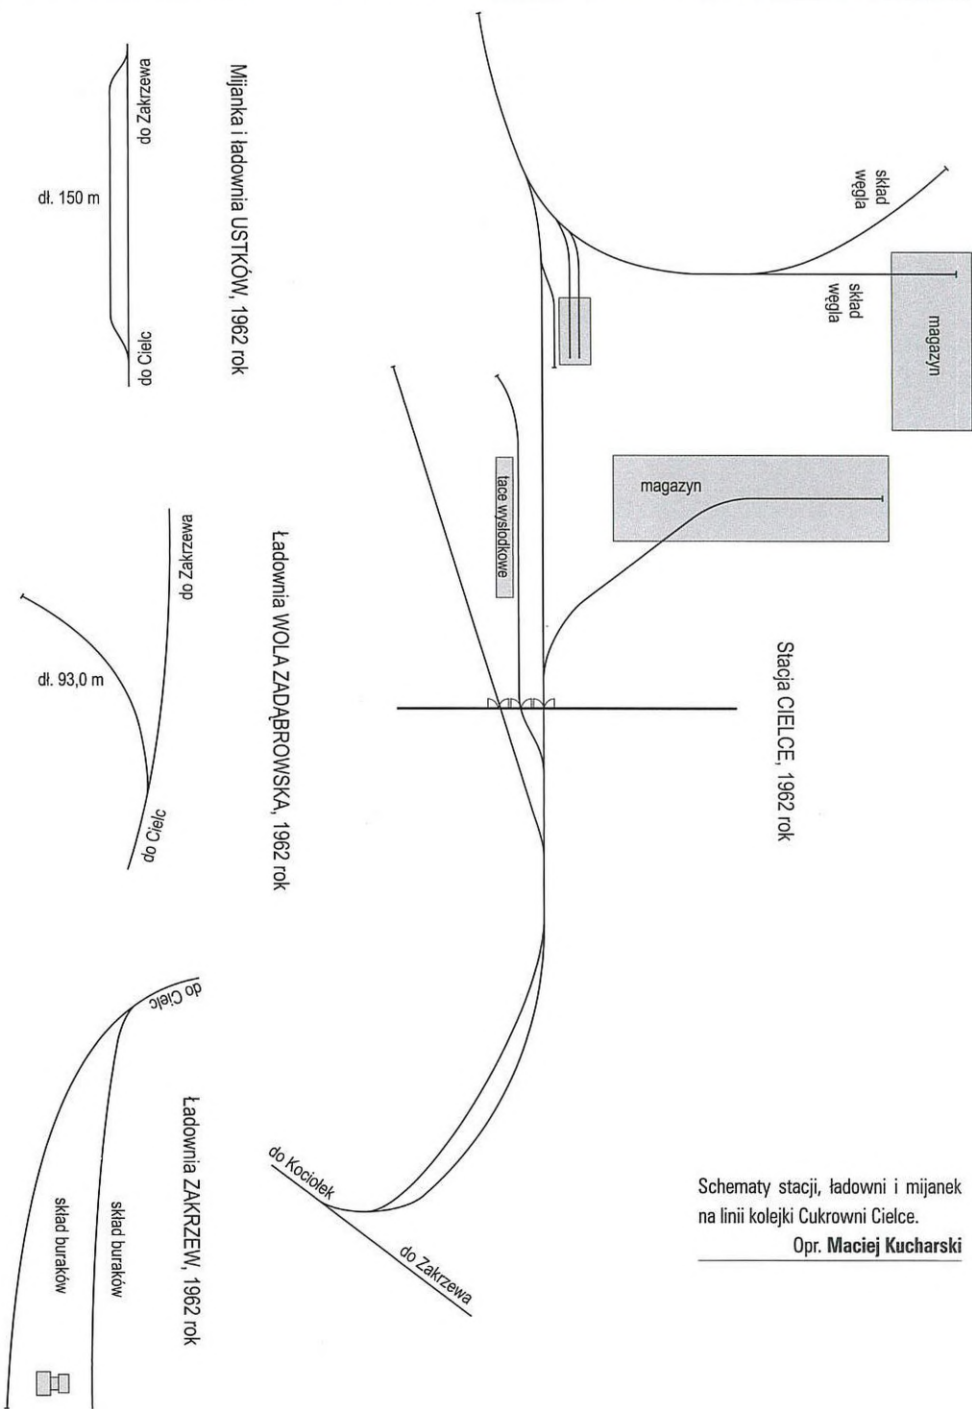 Stacja CIELCE, 1962 rok
skład
węgla
skład
węgla
magazyn
magazyn
tace wysłodkowe
do Kociołek
do Zakrzewa
Mijanka i ładownia USTKÓW, 1962 rok
do Zakrzewa
do Cielc
dł. 150 m
Ładownia WOLA ZADĄBROWSKA, 1962 rok
do Zakrzewa
do Cielc
dł. 93,0 m
Ładownia ZAKRZEW, 1962 rok
do Cielc
skład buraków
skład buraków
Schematy stacji, ładowni i mijanek
na linii kolejki Cukrowni Cielce.
Opr. Maciej Kucharski